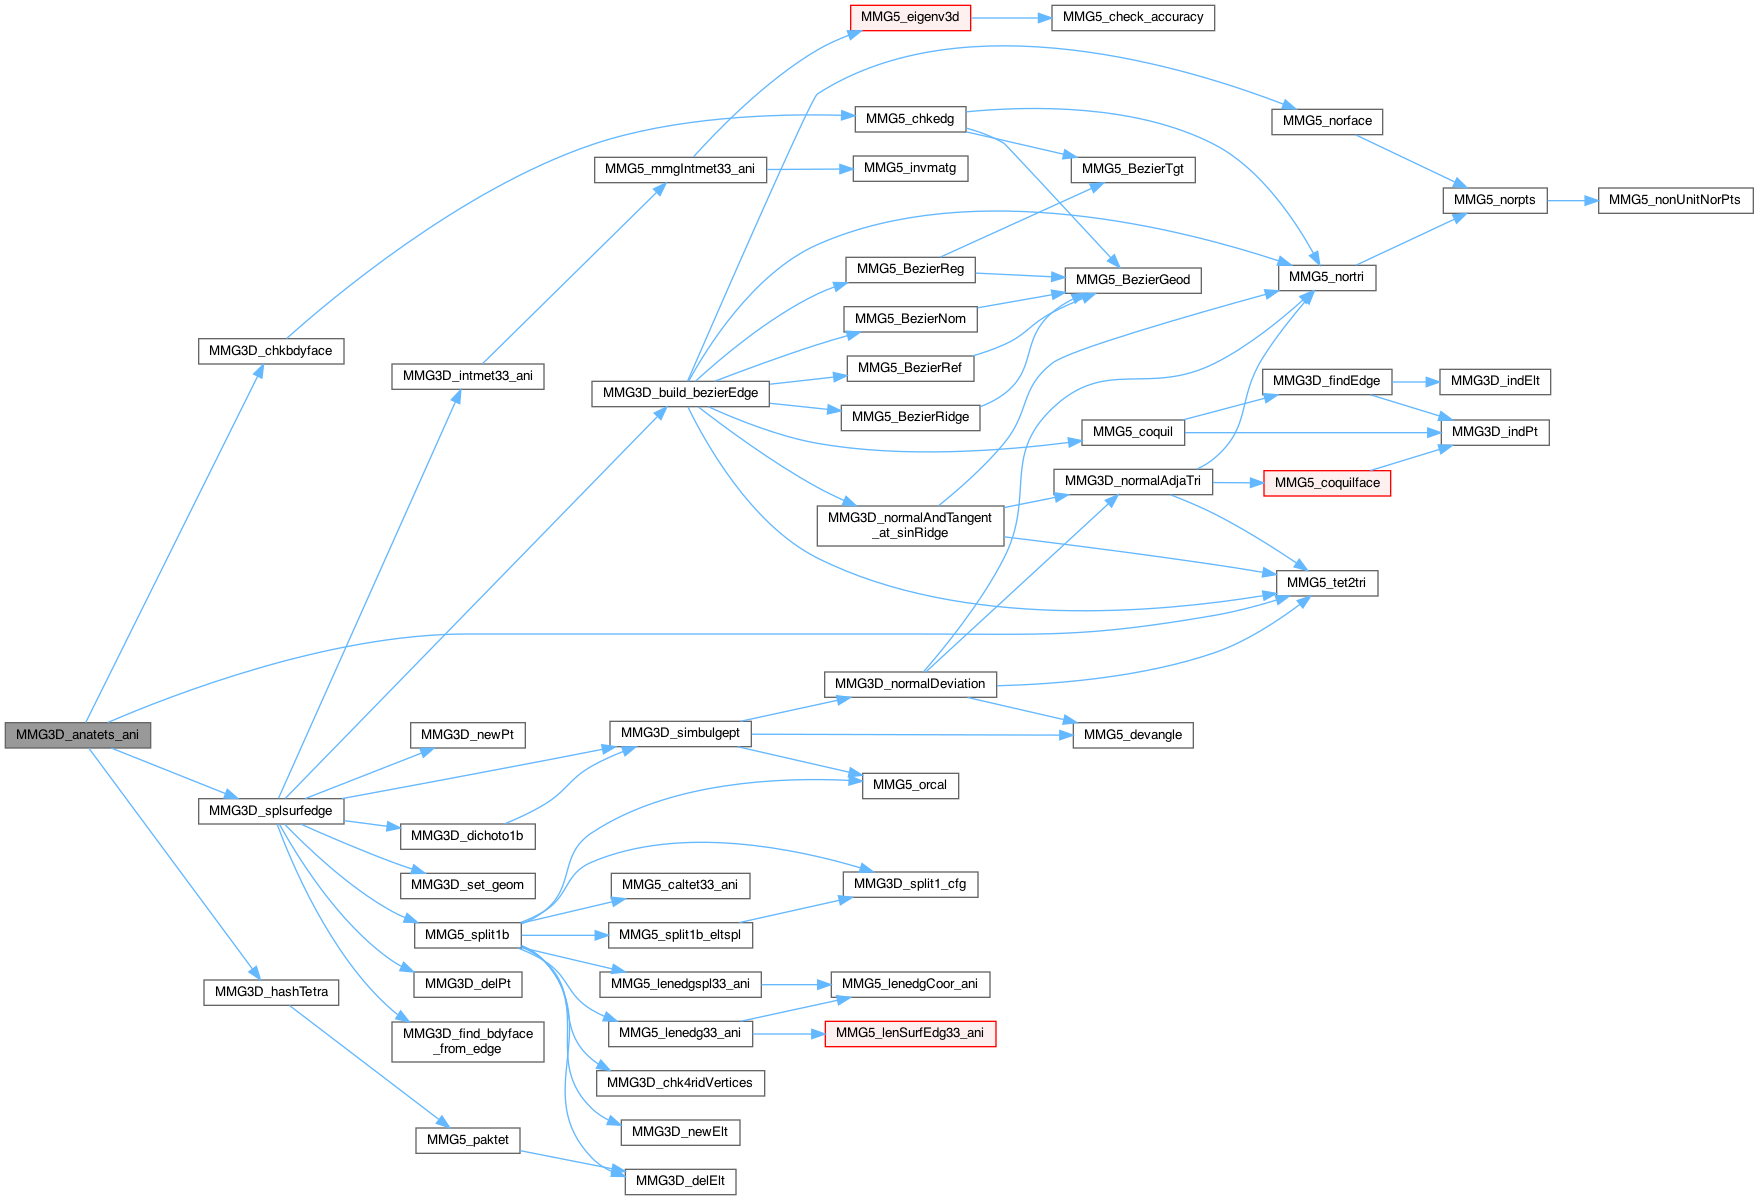 MMG5_eigenv3d
MMG5_check_accuracy
MMG5_chkedg
MMG5_norface
MMG5_mmgIntmet33_ani
MMG5_invmatg
MMG5_BezierTgt
MMG5_norpts
MMG5_nonUnitNorPts
MMG5_BezierReg
MMG5_BezierGeod
MMG5_nortri
MMG5_BezierNom
MMG3D_chkbdyface
MMG3D_intmet33_ani
MMG5_BezierRef
MMG3D_findEdge
MMG3D_indElt
MMG3D_build_bezierEdge
MMG5_BezierRidge
MMG5_coquil
MMG3D_indPt
MMG3D_normalAdjaTri
MMG5_coquilface
MMG3D_normalAndTangent
_at_sinRidge
MMG5_tet2tri
MMG3D_normalDeviation
MMG3D_anatets_ani
MMG3D_newPt
MMG3D_simbulgept
MMG5_devangle
MMG5_orcal
MMG3D_splsurfedge
MMG3D_dichoto1b
MMG3D_set_geom
MMG5_caltet33_ani
MMG3D_split1_cfg
MMG5_split1b
MMG5_split1b_eltspl
MMG3D_delPt
MMG5_lenedgspl33_ani
MMG5_lenedgCoor_ani
MMG3D_hashTetra
MMG3D_find_bdyface
_from_edge
MMG5_lenedg33_ani
MMG5_lenSurfEdg33_ani
MMG3D_chk4ridVertices
MMG3D_newElt
MMG5_paktet
MMG3D_delElt